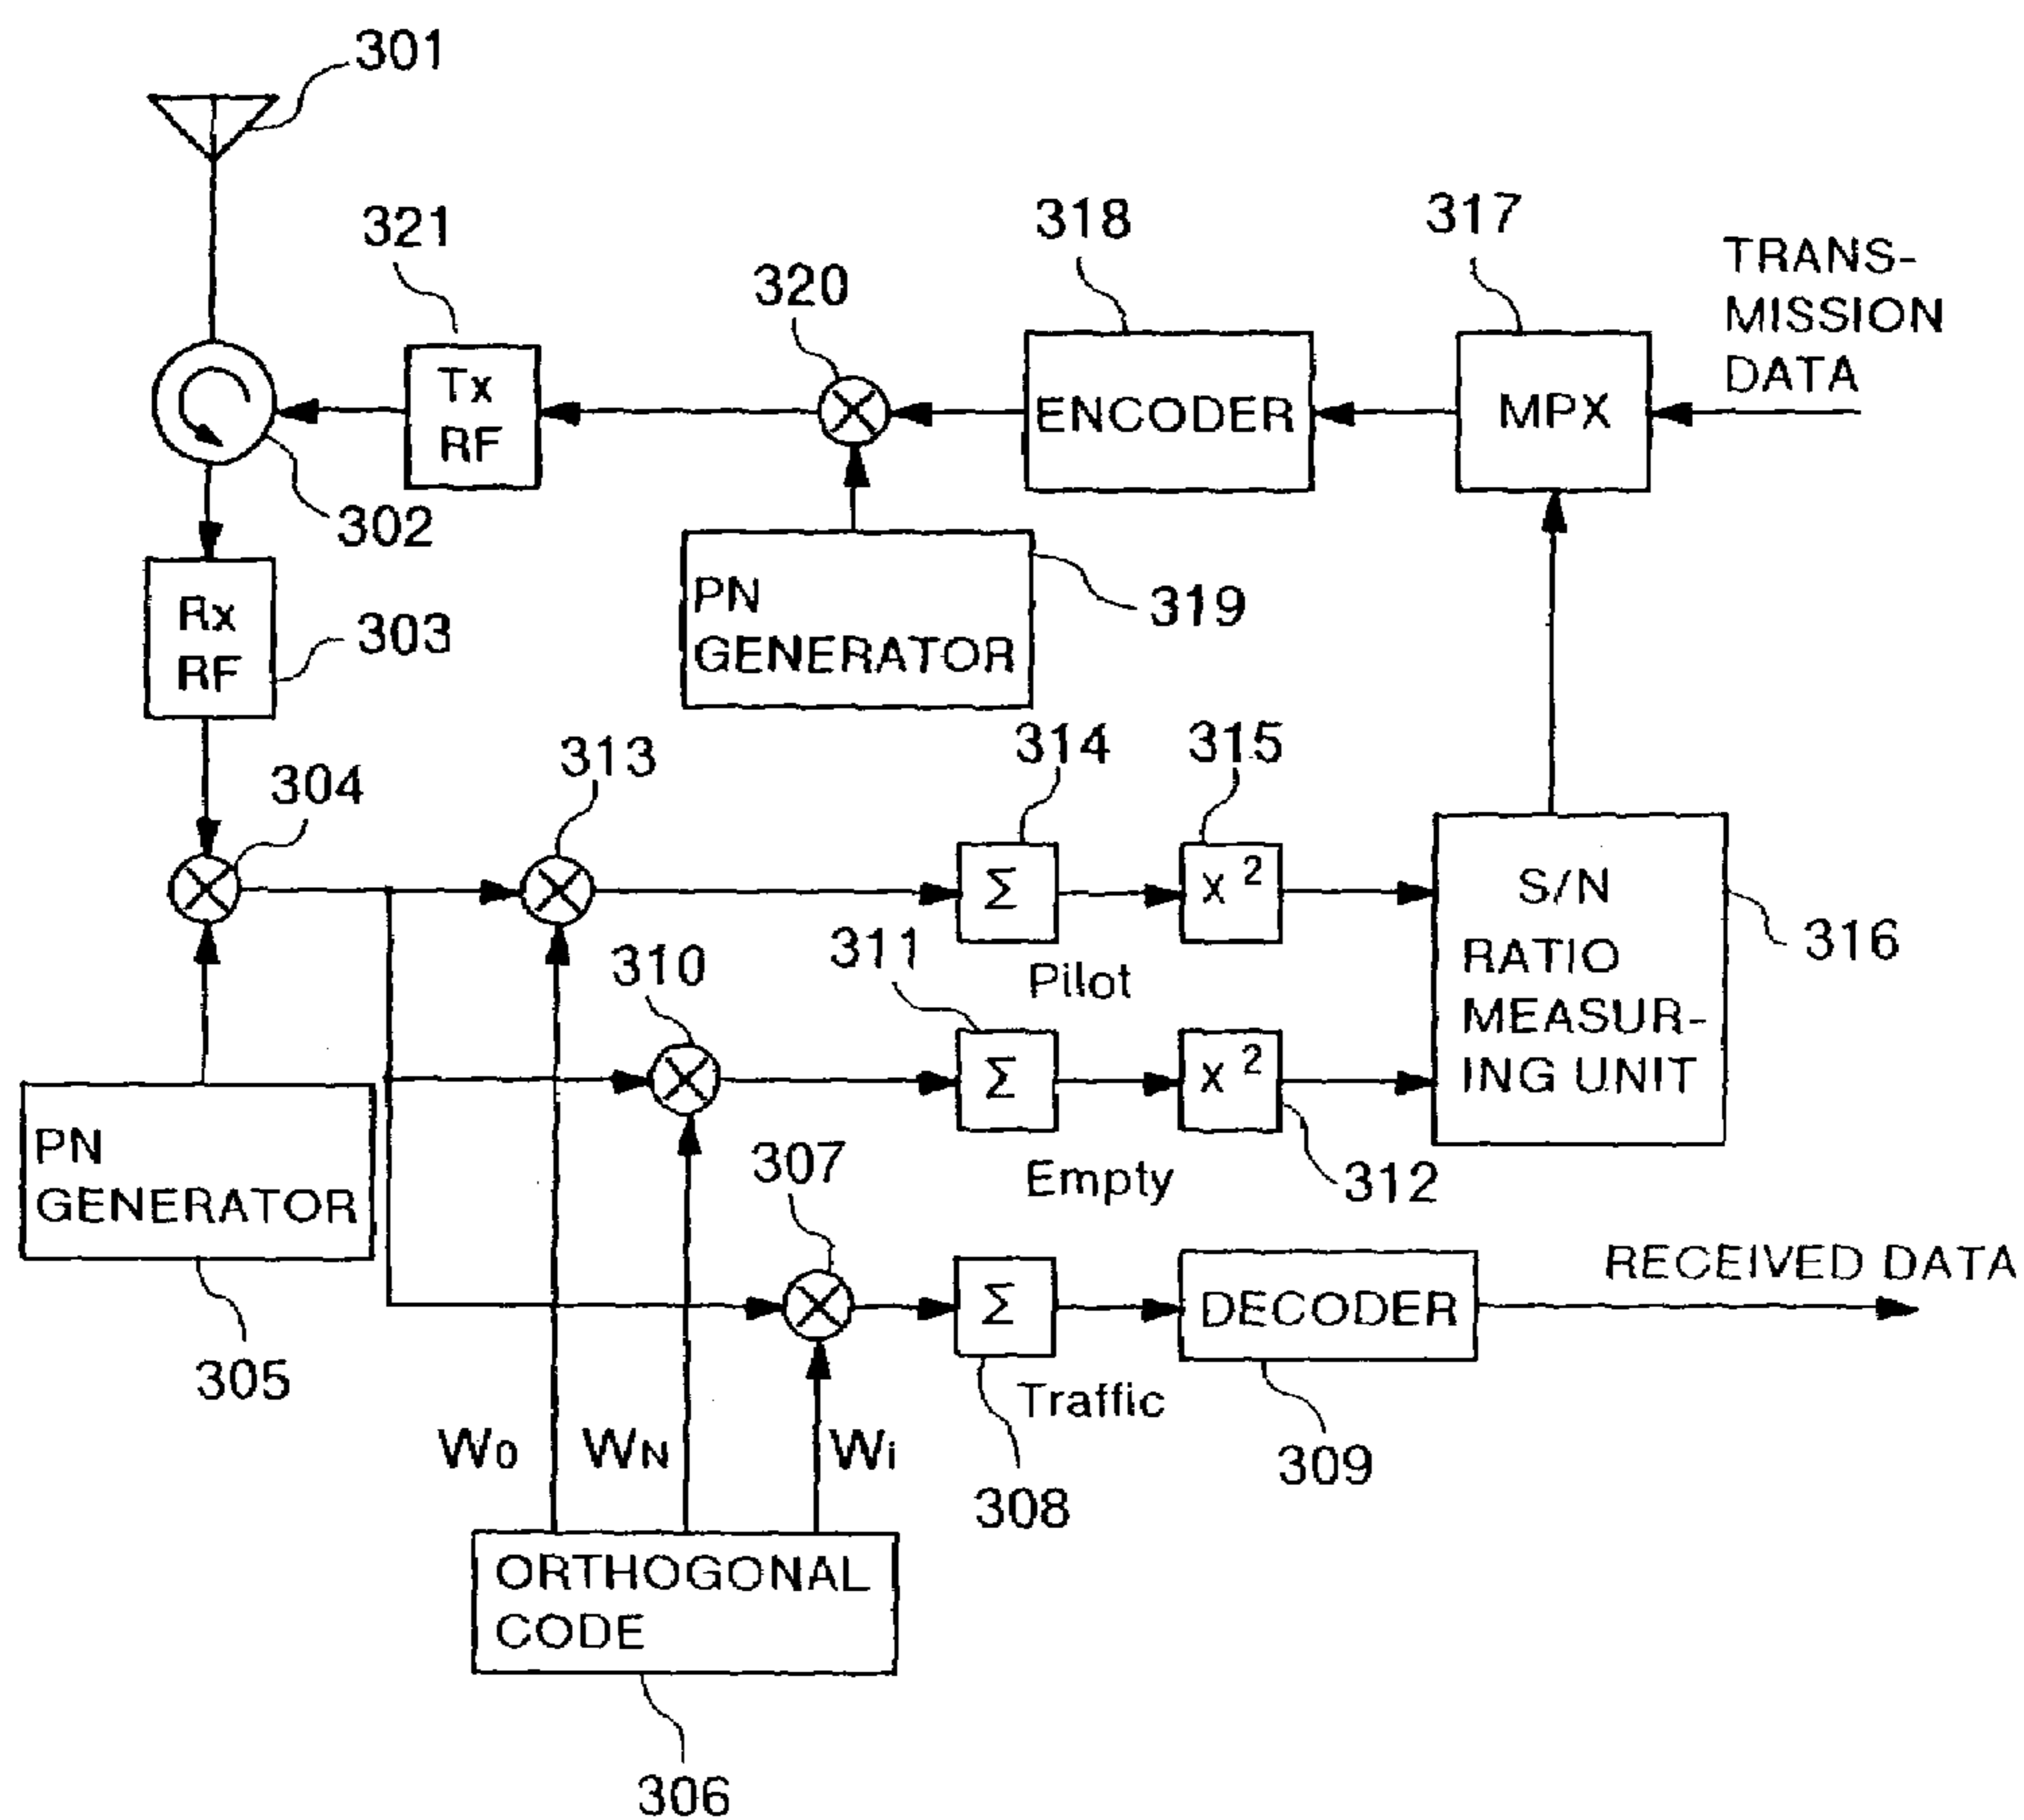 301
321
318
317
TRANS-
MISSION
DATA
320
Tx
RF
ENCODER
MPX
302
PN
GENERATOR
319
Rx
RF
303
313
314
315
304
Σ
X 2
S/N
RATIO
MEASUR-
ING UNIT
316
310
311
Pilot
Σ
X 2
PN
GENERATOR
307
Empty
312
RECEIVED DATA
Σ
DECODER
305
Traffic
W0
WN
Wi
308
309
ORTHOGONAL
CODE
306